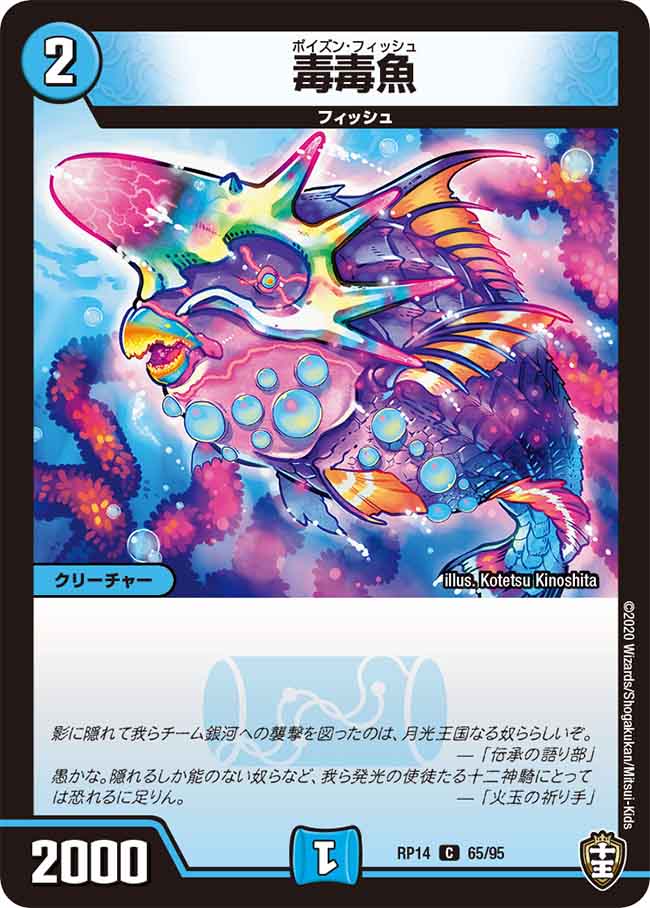 2
ポイズン・フィッシュ
毒毒魚
フィッシュ
クリーチャー
illus. Kotetsu Kinoshita
影に隠れて我らチーム銀河への襲撃を図ったのは、月光王国なる奴ららしいぞ。
―「伝承の語り部」
愚かな。隠れるしか能のない奴らなど、我ら発光の使徒たる十二神騎にとって
は恐れるに足りん。 ―「火玉の祈り手」
©2020 Wizards/Shogakukan/Mitsui-Kids
2000
1
RP14 C 65/95
十王